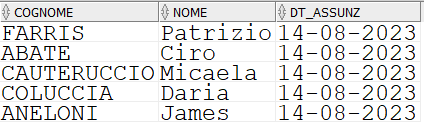 COGNOME NOME DT_ASSUNZ
FARRIS Patrizio 14-08-2023
ABATE Ciro 14-08-2023
CAUTERUCCIO Micaela 14-08-2023
COLUCCIA Daria 14-08-2023
ANELONI James 14-08-2023